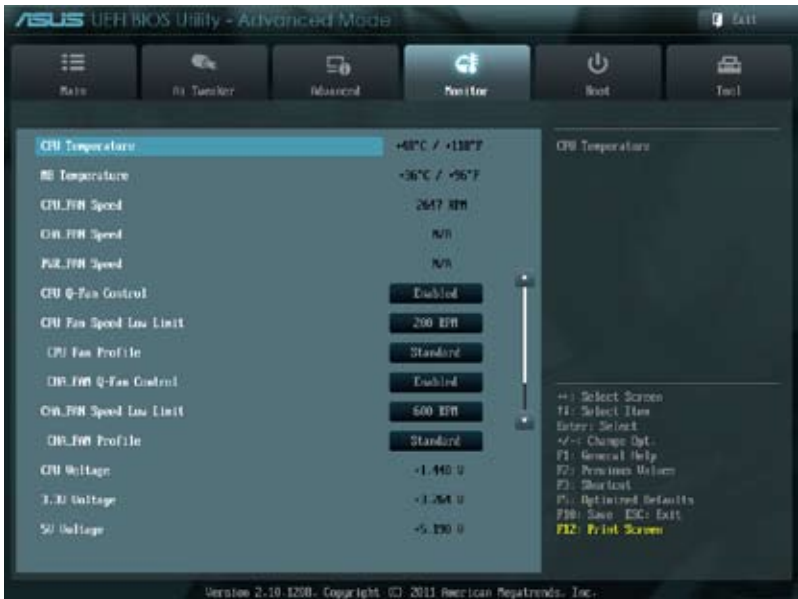 ASUS UEFI BIOS Utility - Advanced Mode
Exit
Main
Ai Tweaker
Advanced
Monitor
Boot
Tool
CPU Temperature
MB Temperature +36°C / +96°F
CPU_FAN Speed 2647 RPM
CHA_FAN Speed N/A
PWR_FAN Speed N/A
CPU Q-Fan Control Enabled
CPU Fan Speed Low Limit 200 RPM
CPU Fan Profile Standard
CHA_FAN Q-Fan Control Enabled
CHA_FAN Speed Low Limit 600 RPM
CHA_FAN Profile Standard
CPU Voltage
3.3V Voltage
5V Voltage
CPU Temperature
↔: Select Screen
↑↓: Select Item
Enter: Select
+/-: Change Opt.
F1: General Help
F2: Previous Values
F3: Shortcut
F5: Optimized Defaults
F10: Save ESC: Exit
F12: Print Screen
Version 2.10.1208. Copyright (C) 2011 American Megatrends, Inc.